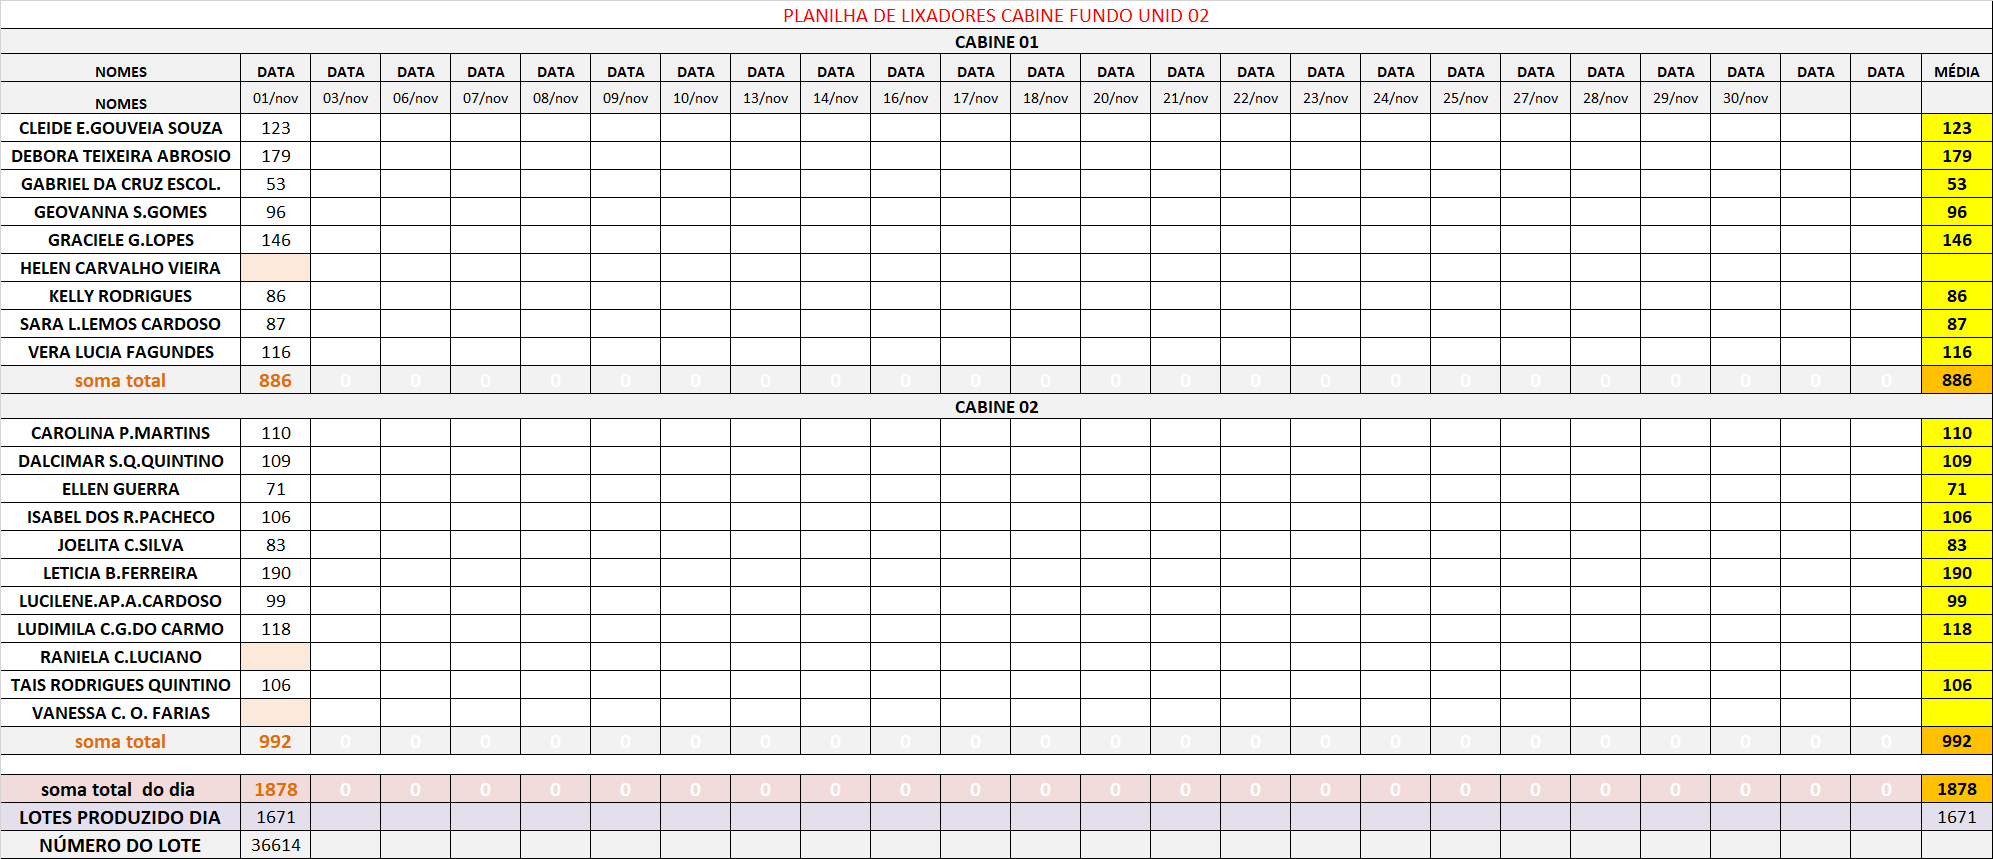 PLANILHA DE LIXADORES CABINE FUNDO UNID 02
CABINE 01
NOMES DATA DATA DATA DATA DATA DATA DATA DATA DATA DATA DATA DATA DATA DATA DATA DATA DATA DATA DATA DATA DATA DATA DATA DATA MÉDIA
NOMES 01/nov 03/nov 06/nov 07/nov 08/nov 09/nov 10/nov 13/nov 14/nov 16/nov 17/nov 18/nov 20/nov 21/nov 22/nov 23/nov 24/nov 25/nov 27/nov 28/nov 29/nov 30/nov
CLEIDE E.GOUVEIA SOUZA 123 123
DEBORA TEIXEIRA ABROSIO 179 179
GABRIEL DA CRUZ ESCOL. 53 53
GEOVANNA S.GOMES 96 96
GRACIELE G.LOPES 146 146
HELEN CARVALHO VIEIRA
KELLY RODRIGUES 86 86
SARA L.LEMOS CARDOSO 87 87
VERA LUCIA FAGUNDES 116 116
soma total 886 0 0 0 0 0 0 0 0 0 0 0 0 0 0 0 0 0 0 0 0 0 0 0 886
CABINE 02
CAROLINA P.MARTINS 110 110
DALCIMAR S.Q.QUINTINO 109 109
ELLEN GUERRA 71 71
ISABEL DOS R.PACHECO 106 106
JOELITA C.SILVA 83 83
LETICIA B.FERREIRA 190 190
LUCILENE.AP.A.CARDOSO 99 99
LUDIMILA C.G.DO CARMO 118 118
RANIELA C.LUCIANO
TAIS RODRIGUES QUINTINO 106 106
VANESSA C. O. FARIAS
soma total 992 0 0 0 0 0 0 0 0 0 0 0 0 0 0 0 0 0 0 0 0 0 0 0 992
soma total do dia 1878 0 0 0 0 0 0 0 0 0 0 0 0 0 0 0 0 0 0 0 0 0 0 0 1878
LOTES PRODUZIDO DIA 1671 1671
NÚMERO DO LOTE 36614